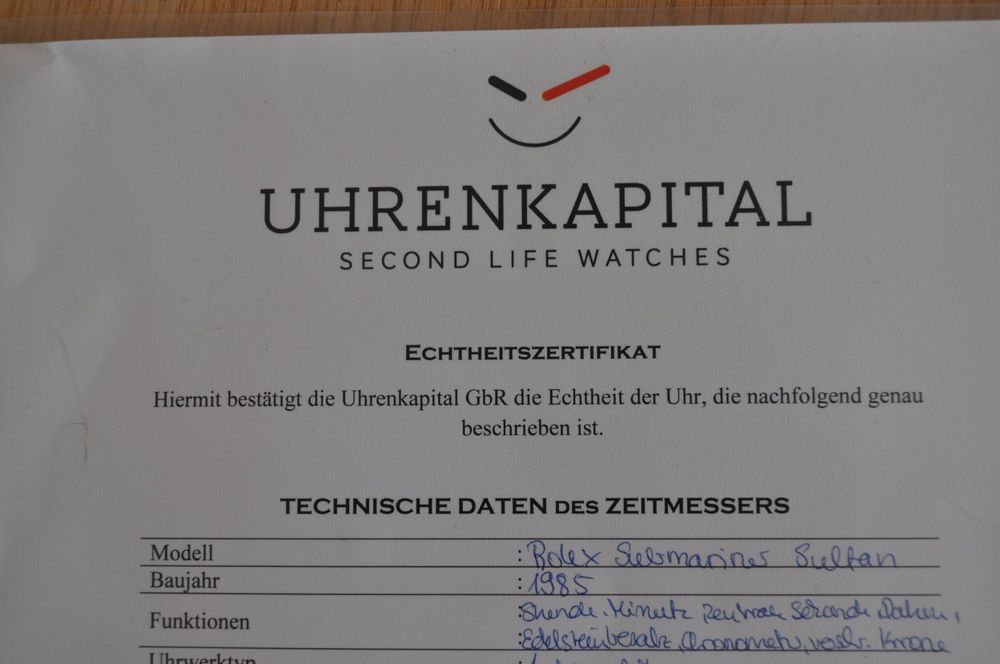 UHRENKAPITAL
SECOND LIFE WATCHES
ECHTHEITSZERTIFIKAT
Hiermit bestätigt die Uhrenkapital GbR die Echtheit der Uhr, die nachfolgend genau
beschrieben ist.
TECHNISCHE DATEN DES ZEITMESSERS
Modell : Rolex Submariner Sultan
Baujahr : 1985
Funktionen : Stunde, Minute, zentrale Sekunde, Datum,
: Edelsteinbesatz, Chronometer, verschr. Krone
Uhrwerktyp